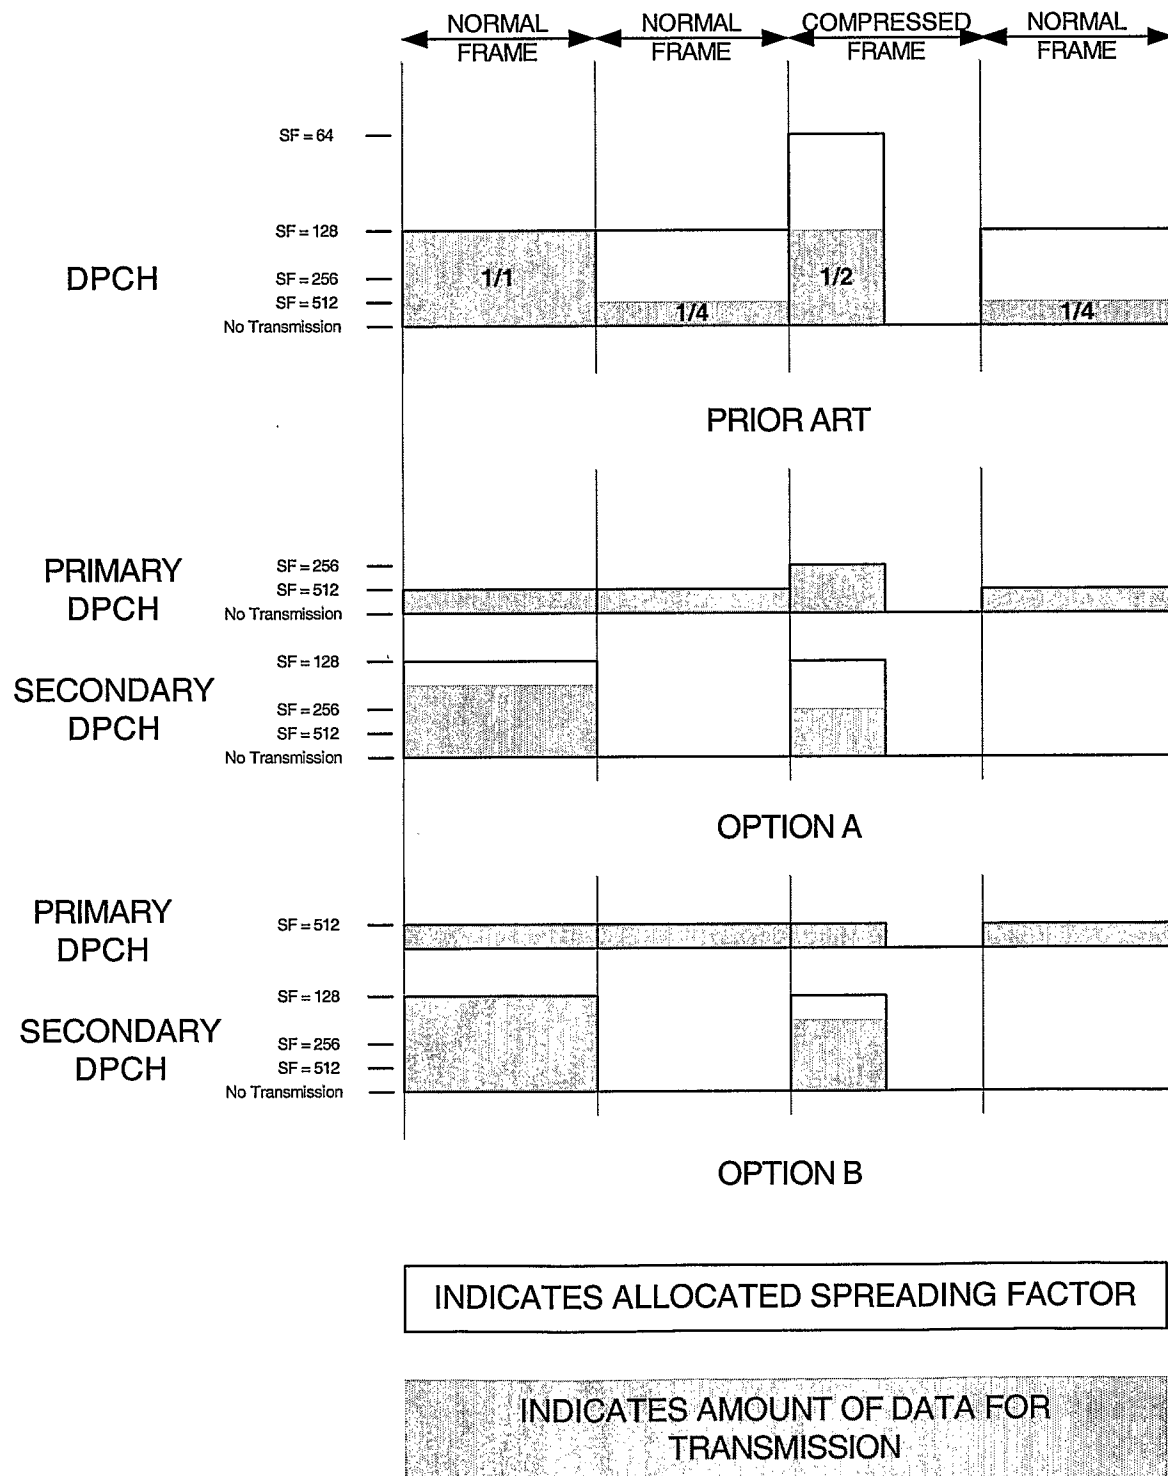 NORMAL FRAME
NORMAL FRAME
COMPRESSED FRAME
NORMAL FRAME
SF = 64
SF = 128
DPCH
SF = 256
SF = 512
No Transmission
1/1
1/4
1/2
1/4
PRIOR ART
PRIMARY DPCH
SF = 256
SF = 512
No Transmission
SECONDARY DPCH
SF = 128
SF = 256
SF = 512
No Transmission
OPTION A
PRIMARY DPCH
SF = 512
SECONDARY DPCH
SF = 128
SF = 256
SF = 512
No Transmission
OPTION B
INDICATES ALLOCATED SPREADING FACTOR
INDICATES AMOUNT OF DATA FOR
TRANSMISSION